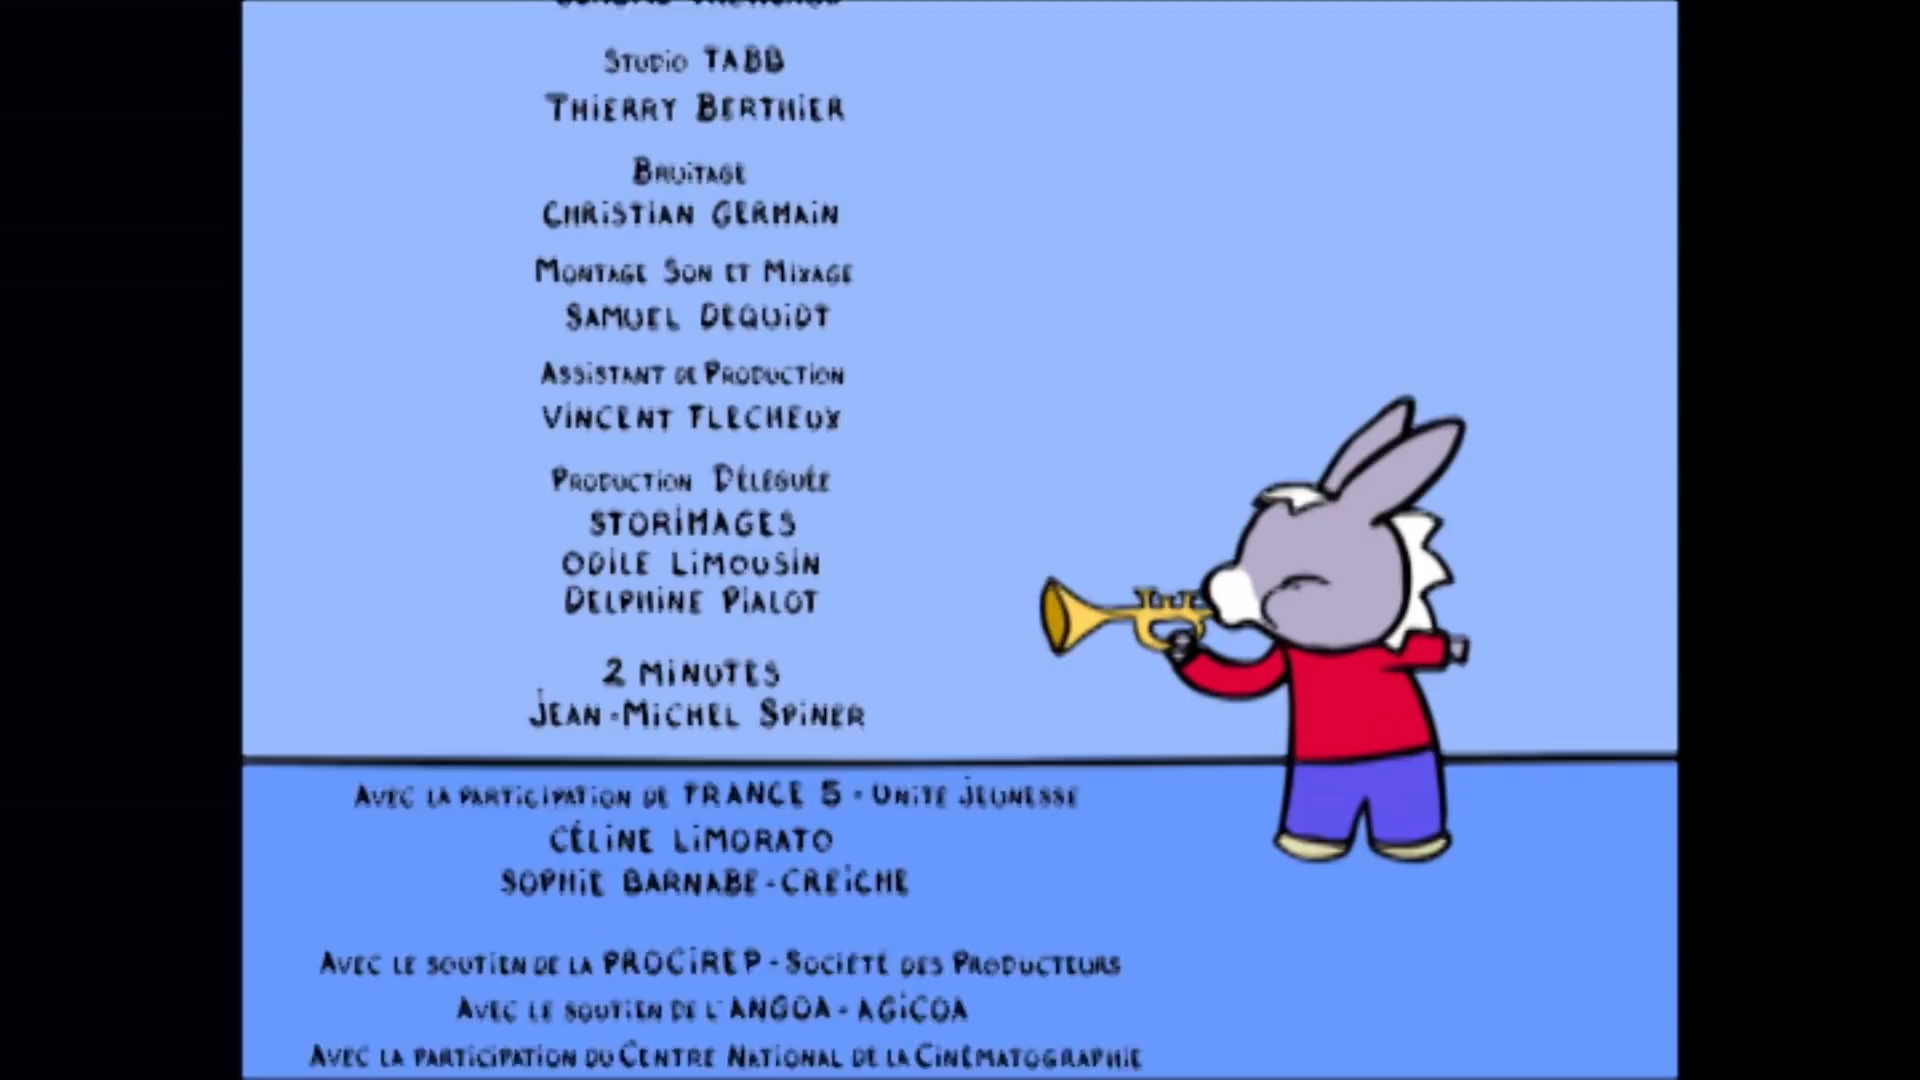 Studio TABB
THiERRY BERTHiER
Bruitage
CHRiSTiAN GERMAiN
Montage Son et Mixage
SAMUEL DEQUiDT
Assistant de Production
ViNCENT FLECHEUX
Production Déléguée
STORiMAGES
ODiLE LiMOUSiN
DELPHiNE PiALOT
2 MiNUTES
JEAN-MiCHEL SPiNER
Avec la participation de FRANCE 5 - Unité Jeunesse
CÉLiNE LiMORATO
SOPHiE BARNABE-CREiCHE
Avec le soutien de la PROCiREP - Société des Producteurs
Avec le soutien de l'ANGOA - AGiCOA
Avec la participation du Centre National de la Cinématographie